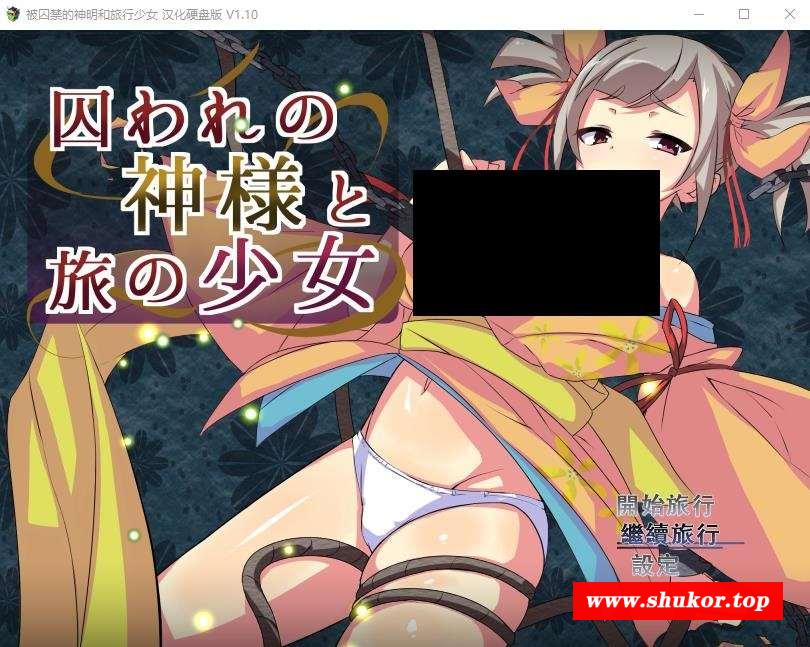 被囚禁的神明和旅行少女 汉化硬盘版 V1.10
囚われの
神様と
旅の少女
開始旅行
繼續旅行
設定
www.shukor.top